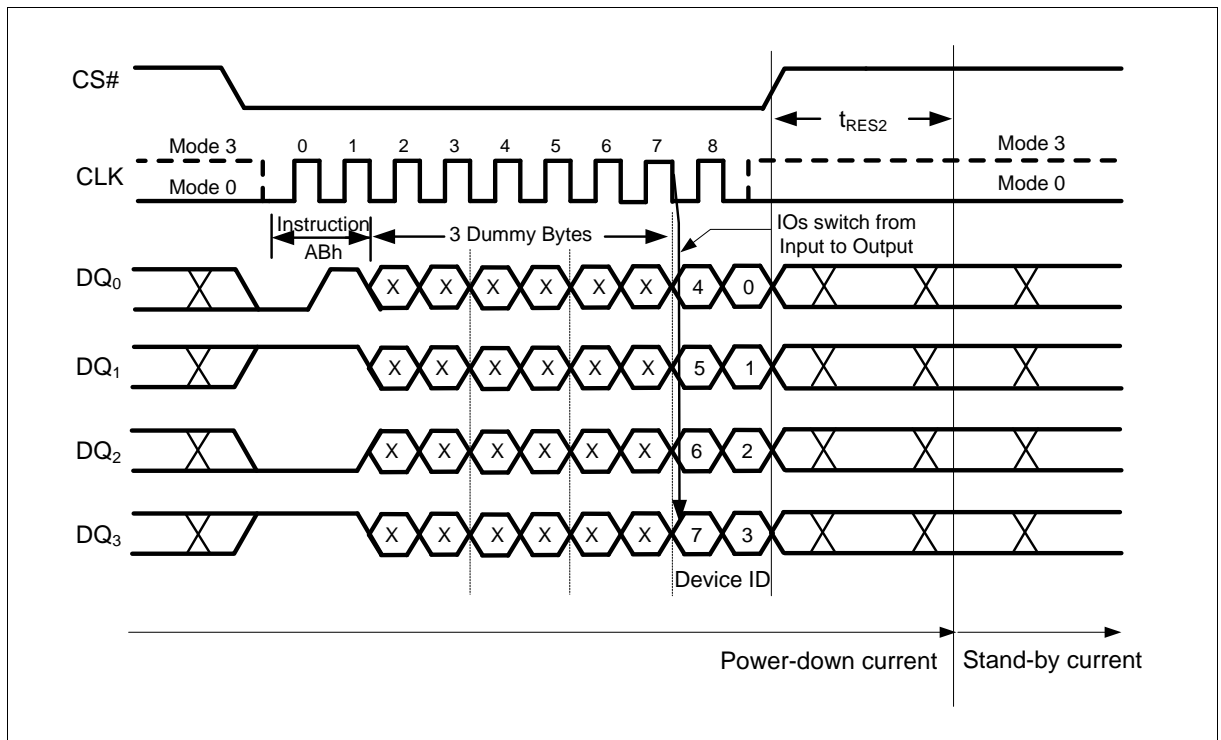 CS#
tRES2
Mode 3 0 1 2 3 4 5 6 7 8 Mode 3
CLK
Mode 0 Mode 0
Instruction
ABh
3 Dummy Bytes
IOs switch from
Input to Output
DQ0 X X X X X X 4 0
DQ1 X X X X X X 5 1
DQ2 X X X X X X 6 2
DQ3 X X X X X X 7 3
Device ID
Power-down current Stand-by current